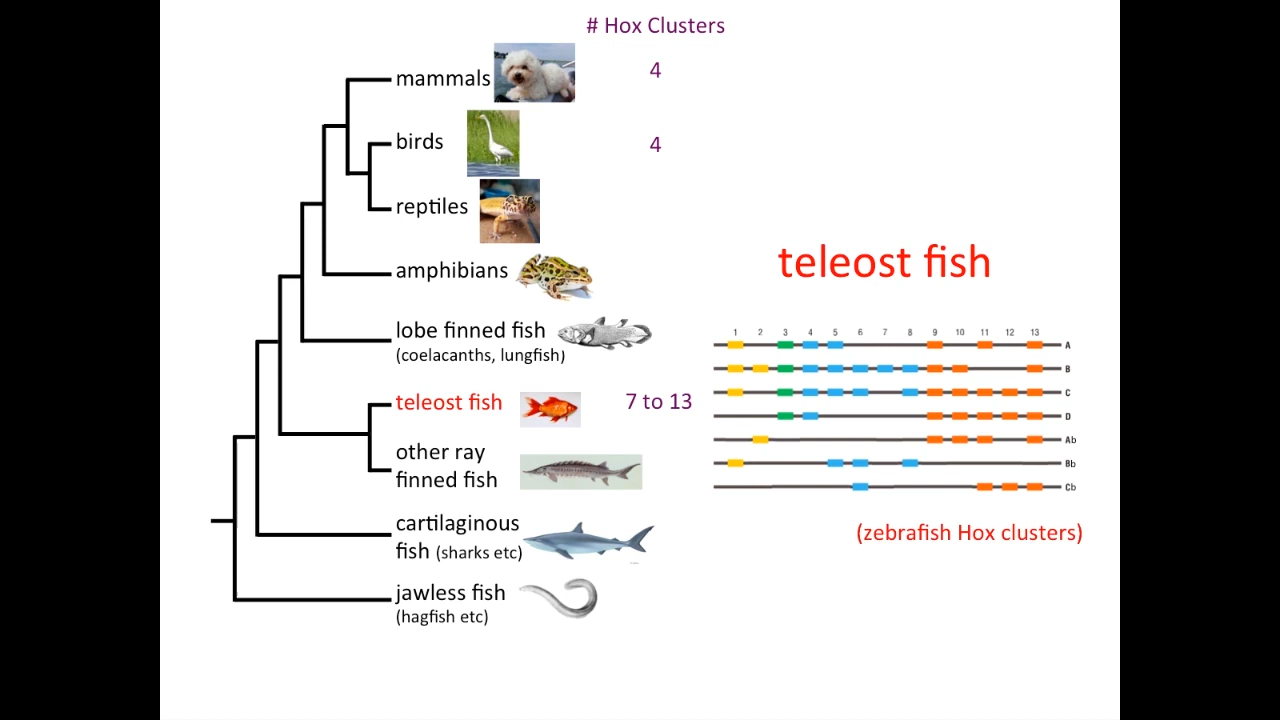 # Hox Clusters
mammals 4
birds 4
reptiles
amphibians
lobe finned fish
(coelacanths, lungfish)
teleost fish 7 to 13
other ray
finned fish
cartilaginous
fish (sharks etc)
jawless fish
(hagfish etc)
teleost fish
1 2 3 4 5 6 7 8 9 10 11 12 13
A
B
C
D
Ab
Bb
Cb
(zebrafish Hox clusters)